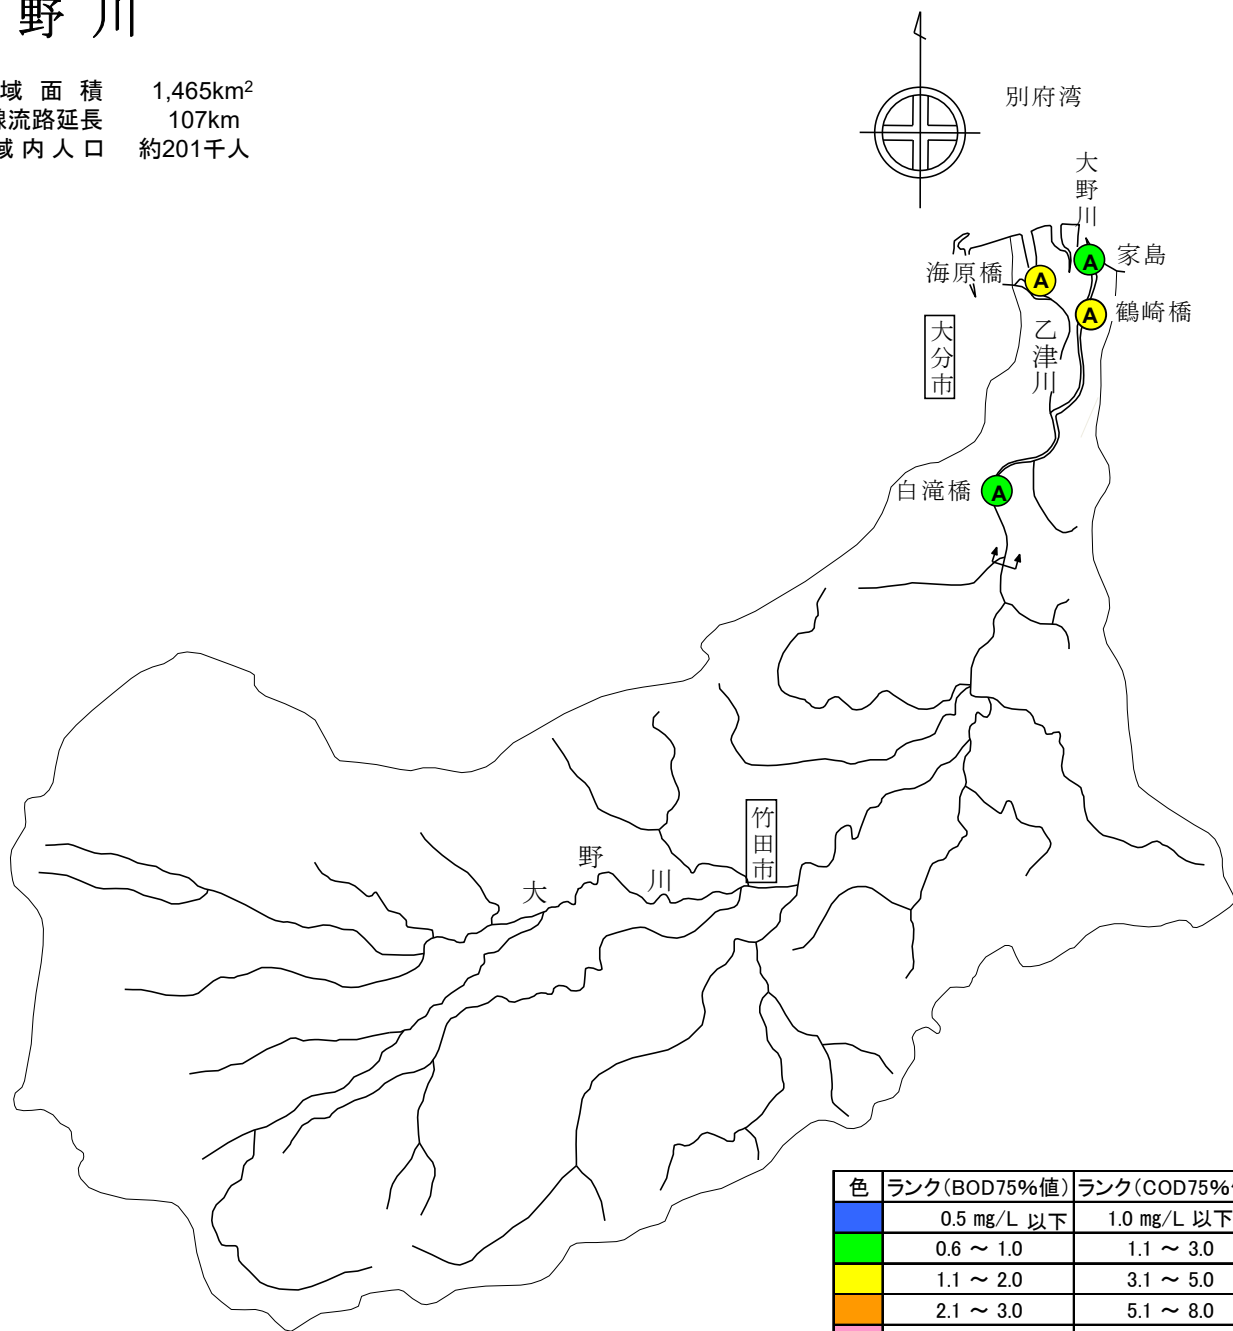 野川
域面積 1,465km²
流路延長 107km
域内人口 約201千人
別府湾
大野川
A 家島
海原橋 A
A 鶴崎橋
大分市
乙津川
白滝橋 A
竹田市
大野川
色 ランク(BOD75%値) ランク(COD75%
0.5 mg/L 以下 1.0 mg/L 以下
0.6 ～ 1.0 1.1 ～ 3.0
1.1 ～ 2.0 3.1 ～ 5.0
2.1 ～ 3.0 5.1 ～ 8.0